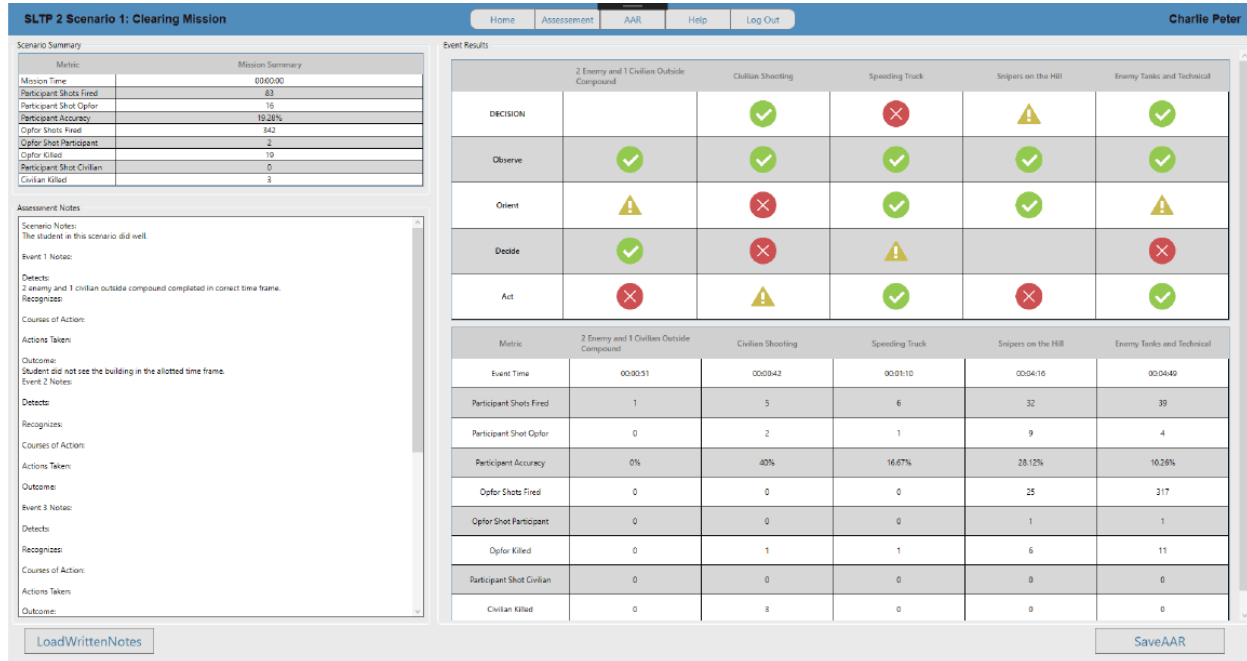 SLTP 2 Scenario 1: Clearing Mission
Home Assessement AAR Help Log Out
Charlie Peter
Scenario Summary
Metric Mission Summary
Mission Time 00:00:00
Participant Shots Fired 83
Participant Shot Opfor 16
Participant Accuracy 19.28%
Opfor Shots Fired 342
Opfor Shot Participant 2
Opfor Killed 19
Participant Shot Civilian 0
Civilian Killed 3
Assessment Notes
Scenario Notes:
The student in this scenario did well.
Event 1 Notes:
Detects:
2 enemy and 1 civilian outside compound completed in correct time frame.
Recognizes:
Courses of Action:
Actions Taken:
Outcome:
Student did not see the building in the allotted time frame.
Event 2 Notes:
Detects:
Recognizes:
Courses of Action:
Actions Taken:
Outcome:
Event 3 Notes:
Detects:
Recognizes:
Courses of Action:
Actions Taken:
Outcome:
LoadWrittenNotes
Event Results
2 Enemy and 1 Civilian Outside Compound Civilian Shooting Speeding Truck Snipers on the Hill Enemy Tanks and Technical
DECISION
Observe
Orient
Decide
Act
Metric 2 Enemy and 1 Civilian Outside Compound Civilian Shooting Speeding Truck Snipers on the Hill Enemy Tanks and Technical
Event Time 00:00:51 00:00:42 00:01:10 00:04:16 00:04:49
Participant Shots Fired 1 5 6 32 39
Participant Shot Opfor 0 2 1 9 4
Participant Accuracy 0% 40% 16.67% 28.12% 10.26%
Opfor Shots Fired 0 0 0 25 317
Opfor Shot Participant 0 0 0 1 1
Opfor Killed 0 1 1 6 11
Participant Shot Civilian 0 0 0 0 0
Civilian Killed 0 3 0 0 0
SaveAAR